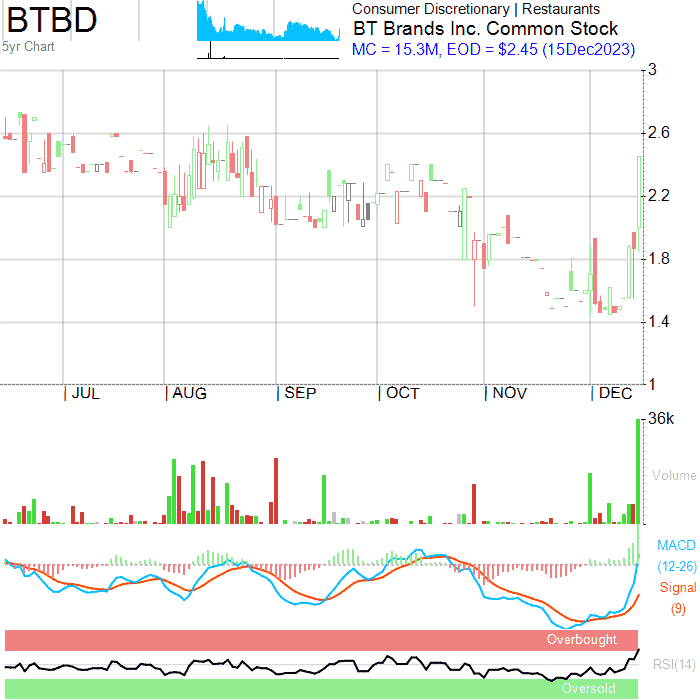 BTBD
5yr Chart
Consumer Discretionary | Restaurants
BT Brands Inc. Common Stock
MC = 15.3M, EOD = $2.45 (15Dec2023)
3
2.6
2.2
1.8
1.4
1
JUL
AUG
SEP
OCT
NOV
DEC
36k
Volume
MACD
(12-26)
Signal
(9)
Overbought
RSI(14)
Oversold